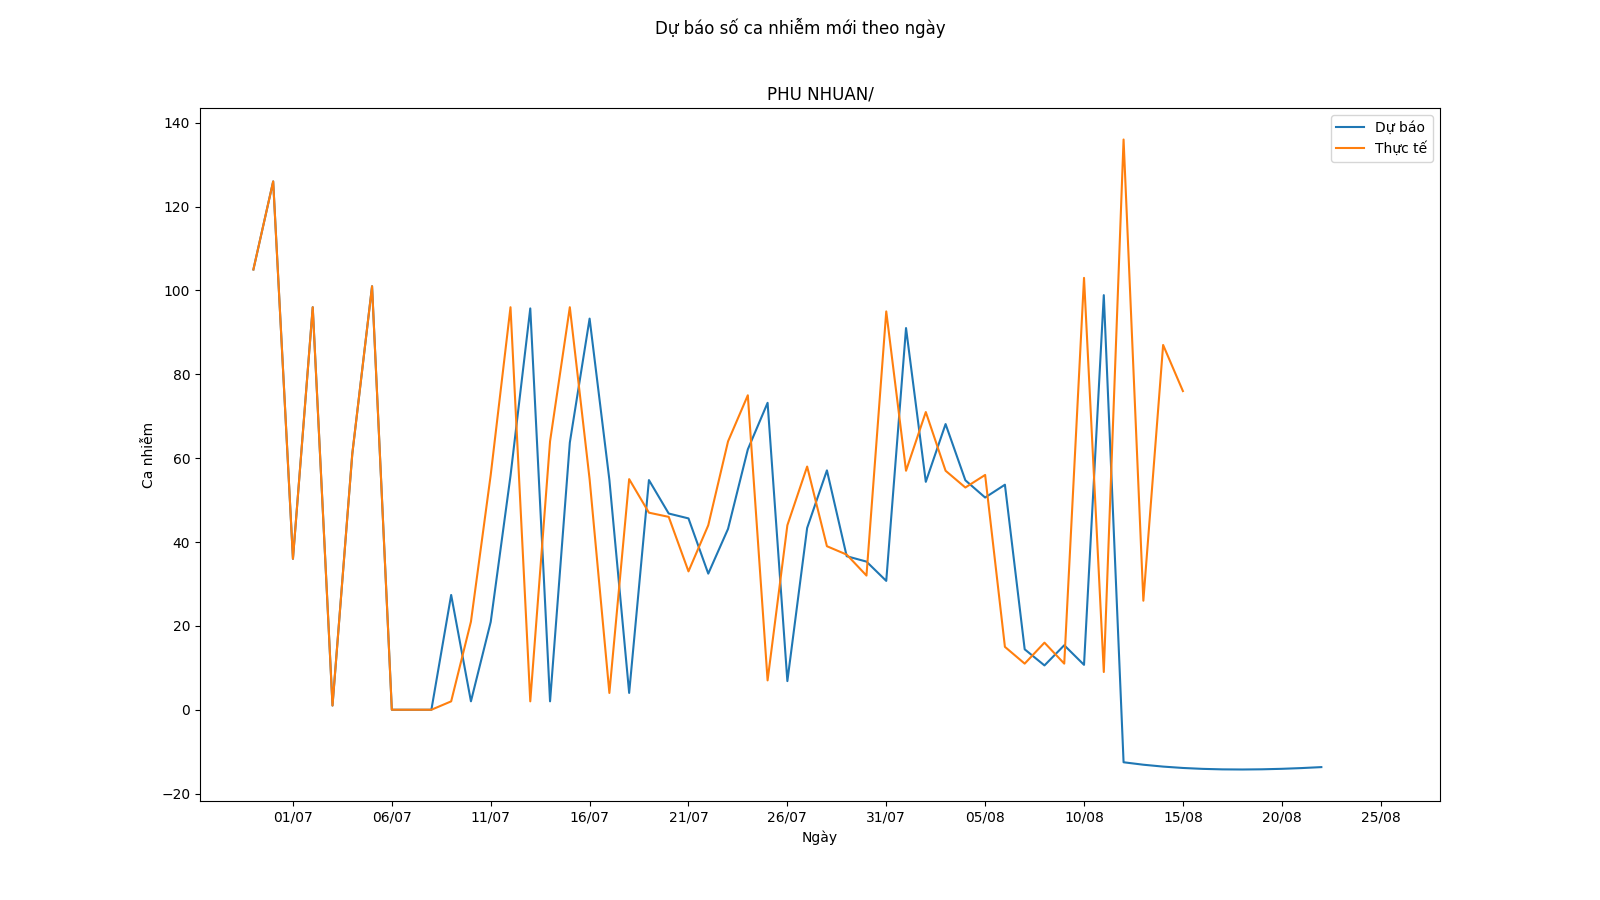 Dự báo số ca nhiễm mới theo ngày
PHU NHUAN/
Dự báo
Thực tế
140
120
100
80
60
40
20
0
−20
Ca nhiễm
01/07 06/07 11/07 16/07 21/07 26/07 31/07 05/08 10/08 15/08 20/08 25/08
Ngày